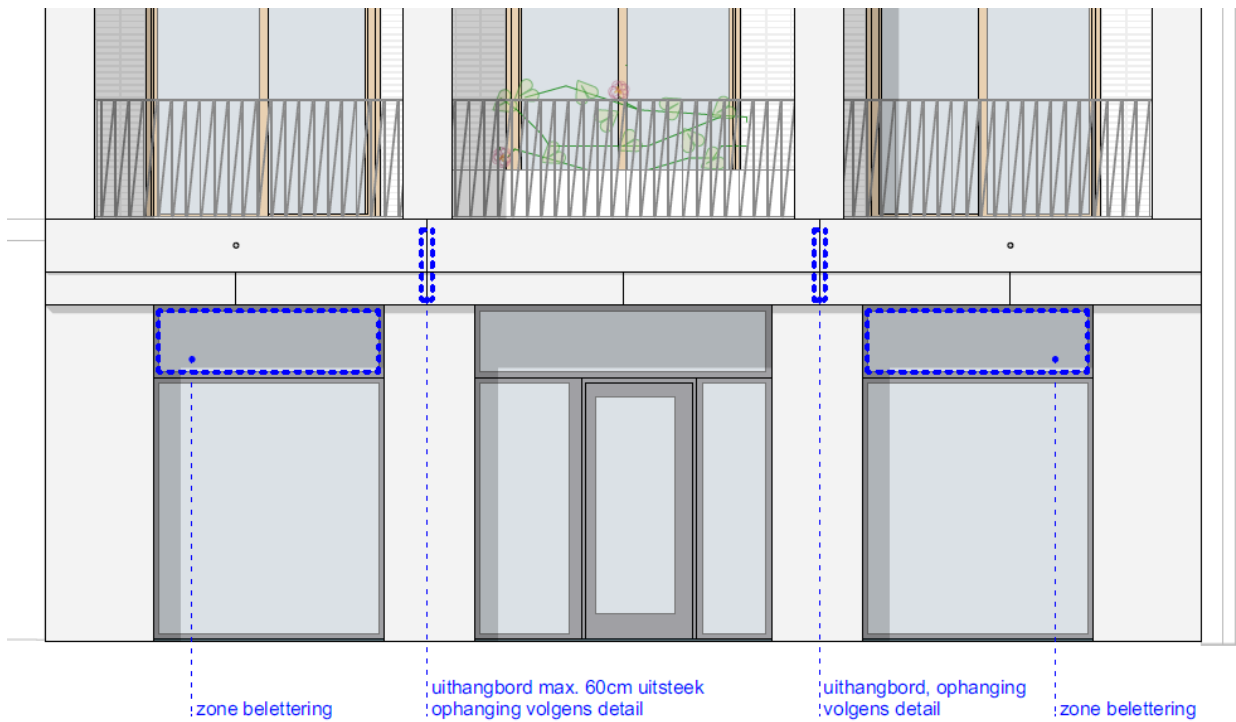 zone belettering
uithangbord max. 60cm uitsteek
ophanging volgens detail
uithangbord, ophanging
volgens detail
zone belettering